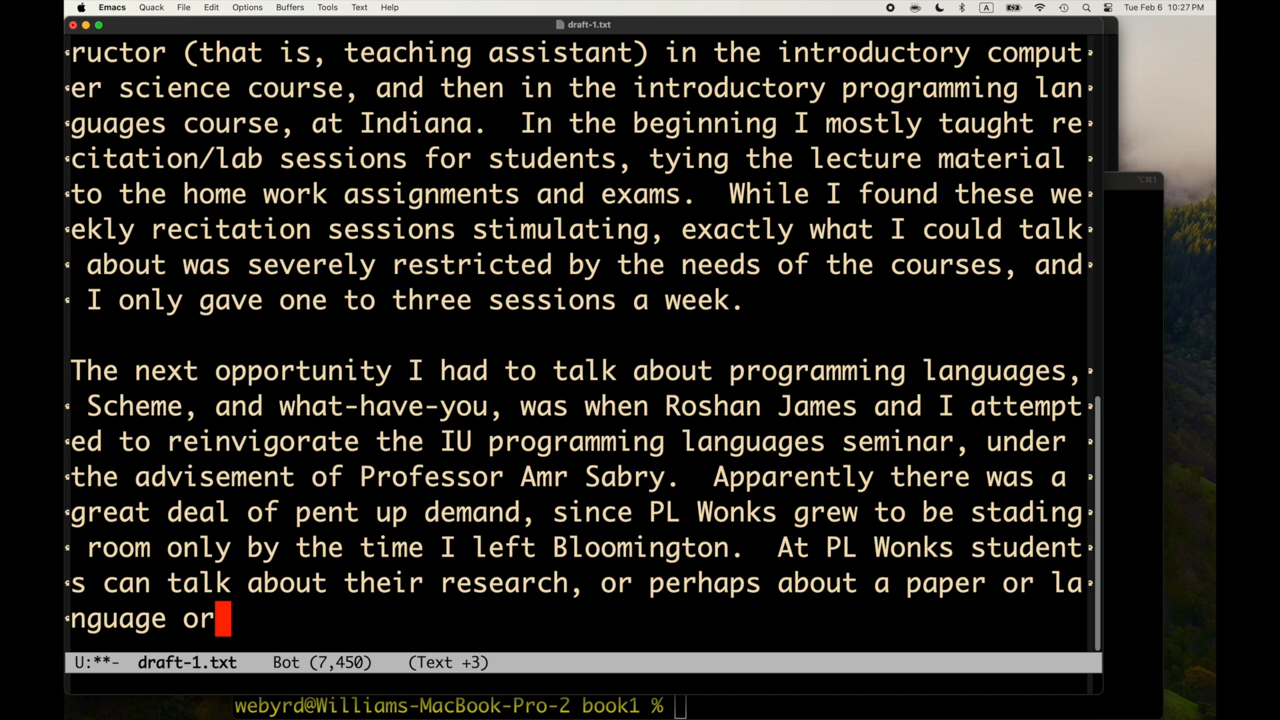 Emacs Quack File Edit Options Buffers Tools Text Help A Tue Feb 6 10:27 PM
draft-1.txt
ructor (that is, teaching assistant) in the introductory comput
er science course, and then in the introductory programming lan
guages course, at Indiana.  In the beginning I mostly taught re
citation/lab sessions for students, tying the lecture material
to the home work assignments and exams.  While I found these we
ekly recitation sessions stimulating, exactly what I could talk
about was severely restricted by the needs of the courses, and
I only gave one to three sessions a week.
The next opportunity I had to talk about programming languages,
Scheme, and what-have-you, was when Roshan James and I attempt
ed to reinvigorate the IU programming languages seminar, under
the advisement of Professor Amr Sabry.  Apparently there was a
great deal of pent up demand, since PL Wonks grew to be stading
room only by the time I left Bloomington.  At PL Wonks student
s can talk about their research, or perhaps about a paper or la
nguage or
U:**-  draft-1.txt    Bot (7,450)    (Text +3)
webyrd@Williams-MacBook-Pro-2 book1 %
⌥⌘1